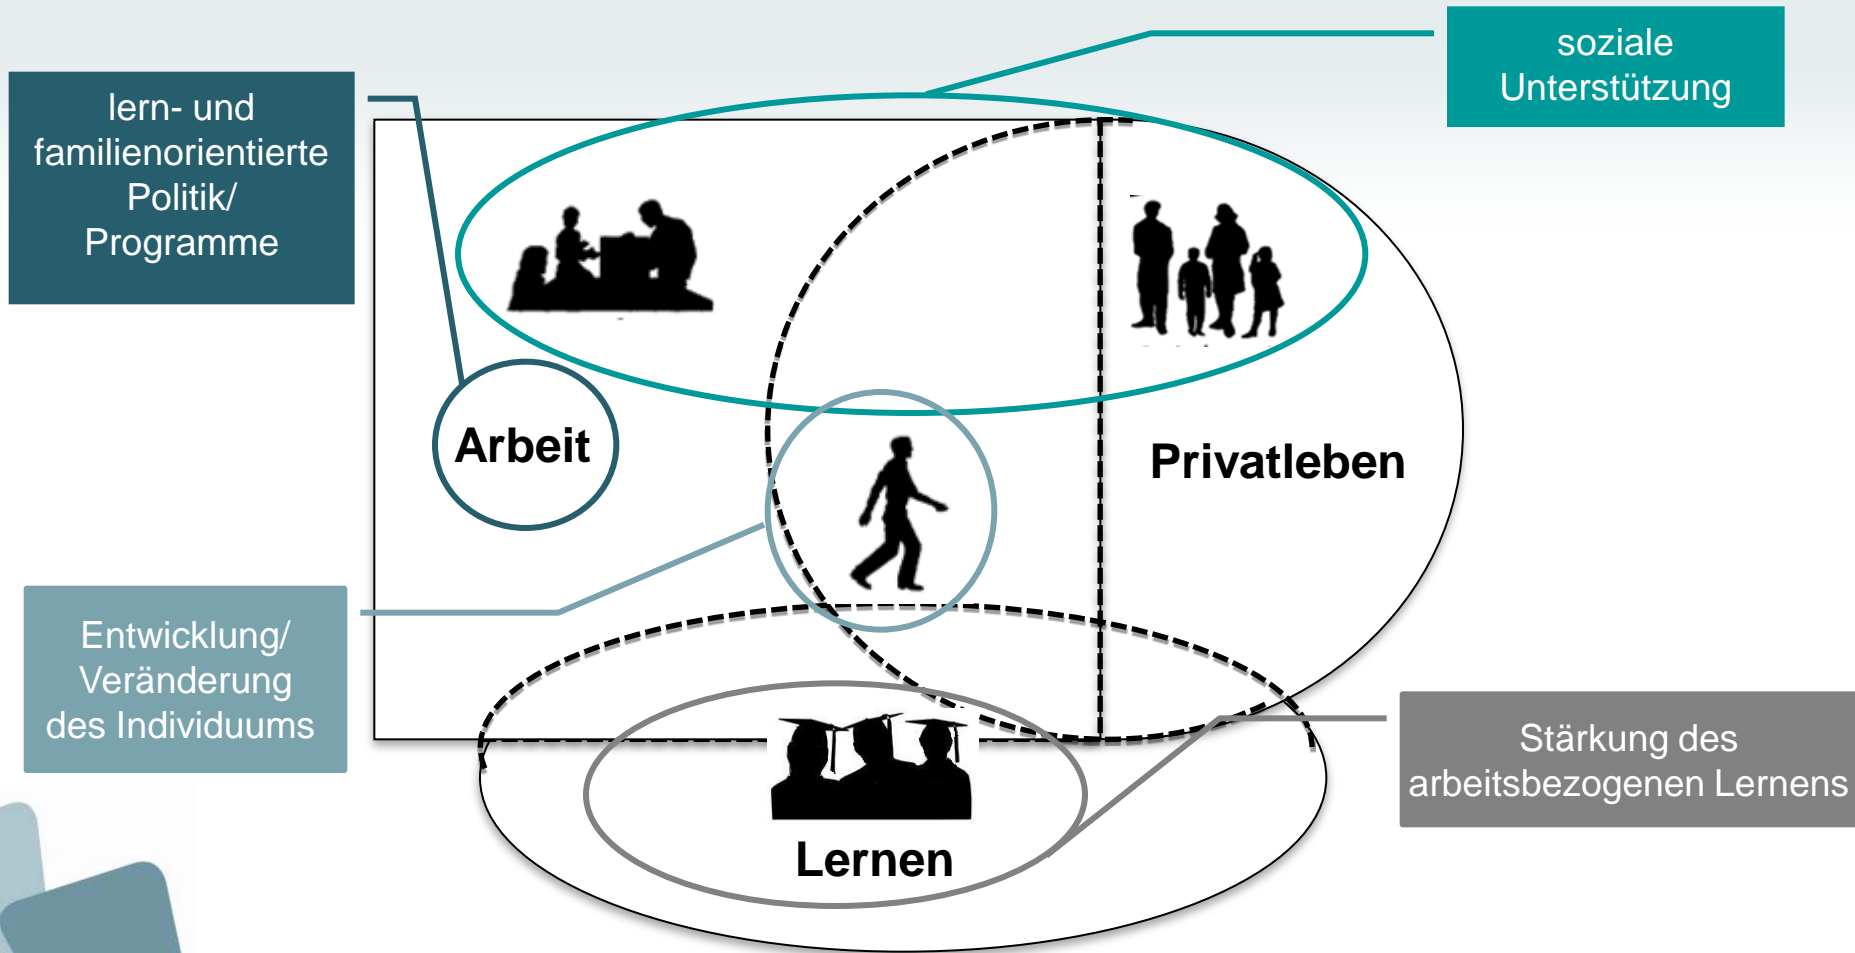 soziale
Unterstützung
lern- und
familienorientierte
Politik/
Programme
Arbeit
Privatleben
Entwicklung/
Veränderung
des Individuums
Stärkung des
arbeitsbezogenen Lernens
Lernen